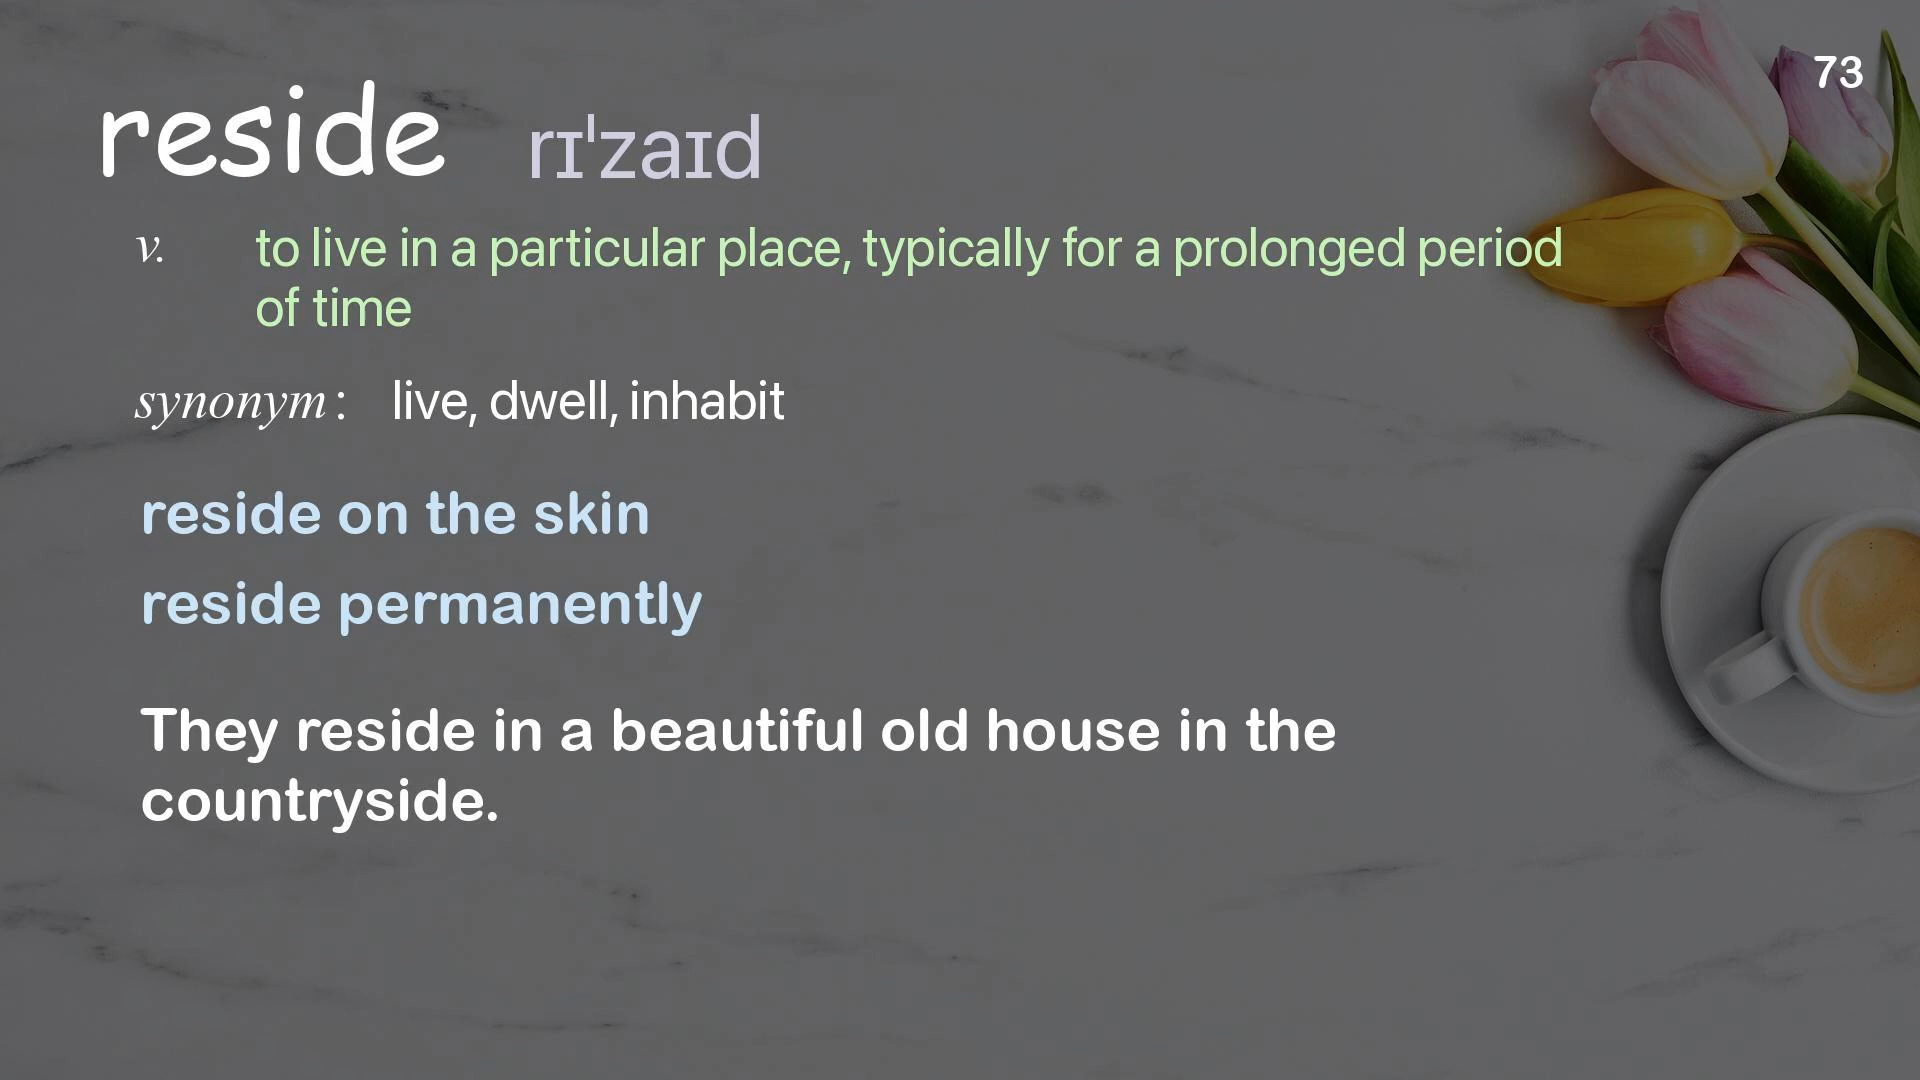 73
reside rɪˈzaɪd
v. to live in a particular place, typically for a prolonged period
of time
synonym: live, dwell, inhabit
reside on the skin
reside permanently
They reside in a beautiful old house in the
countryside.